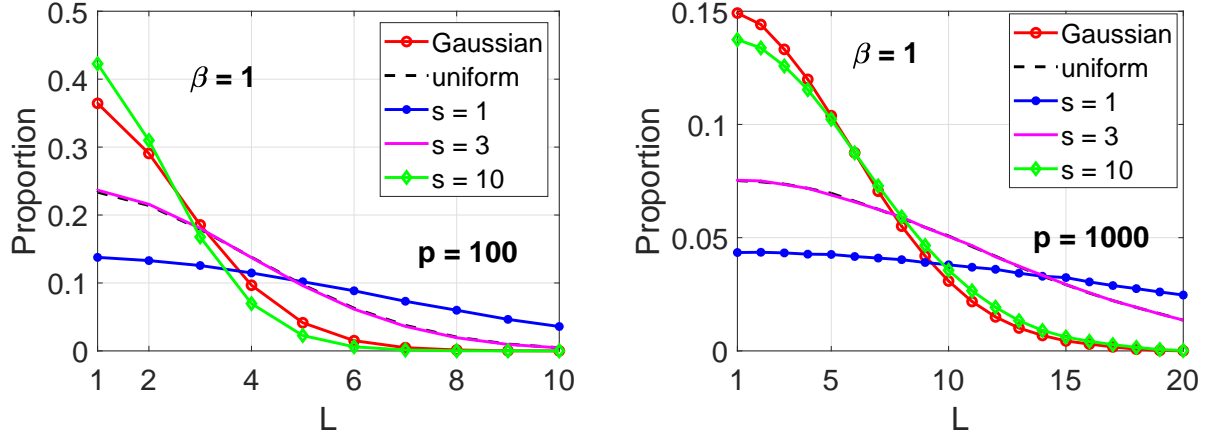 0.5
0.4
0.3
0.2
0.1
0
Proportion
1
2
4
6
8
10
L
β = 1
p = 100
Gaussian
uniform
s = 1
s = 3
s = 10
0.15
0.1
0.05
0
Proportion
1
5
10
15
20
L
β = 1
p = 1000
Gaussian
uniform
s = 1
s = 3
s = 10